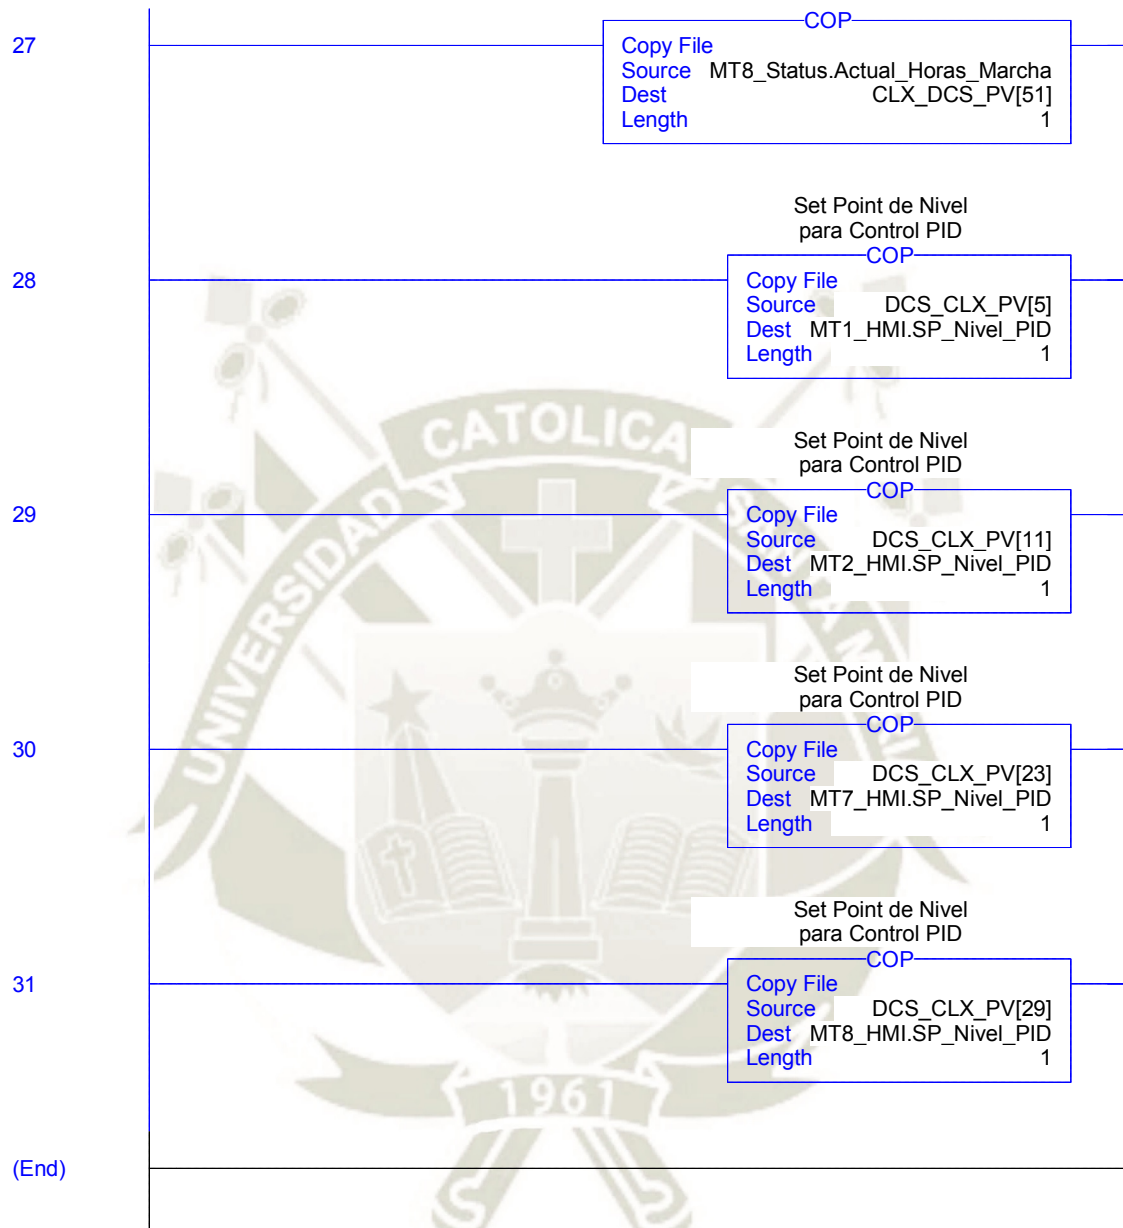 27
COP
Copy File
Source MT8_Status.Actual_Horas_Marcha
Dest CLX_DCS_PV[51]
Length 1
Set Point de Nivel
para Control PID
28
COP
Copy File
Source DCS_CLX_PV[5]
Dest MT1_HMI.SP_Nivel_PID
Length 1
Set Point de Nivel
para Control PID
29
COP
Copy File
Source DCS_CLX_PV[11]
Dest MT2_HMI.SP_Nivel_PID
Length 1
Set Point de Nivel
para Control PID
30
COP
Copy File
Source DCS_CLX_PV[23]
Dest MT7_HMI.SP_Nivel_PID
Length 1
Set Point de Nivel
para Control PID
31
COP
Copy File
Source DCS_CLX_PV[29]
Dest MT8_HMI.SP_Nivel_PID
Length 1
(End)
UNIVERSIDAD
CATOLICA
1961